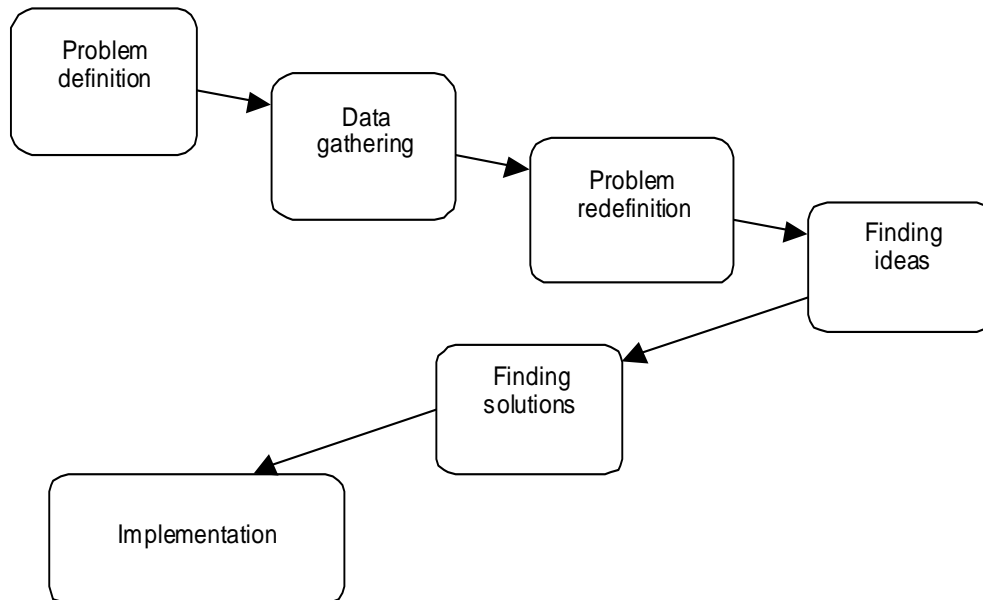 Problem
definition
Data
gathering
Problem
redefinition
Finding
ideas
Finding
solutions
Implementation